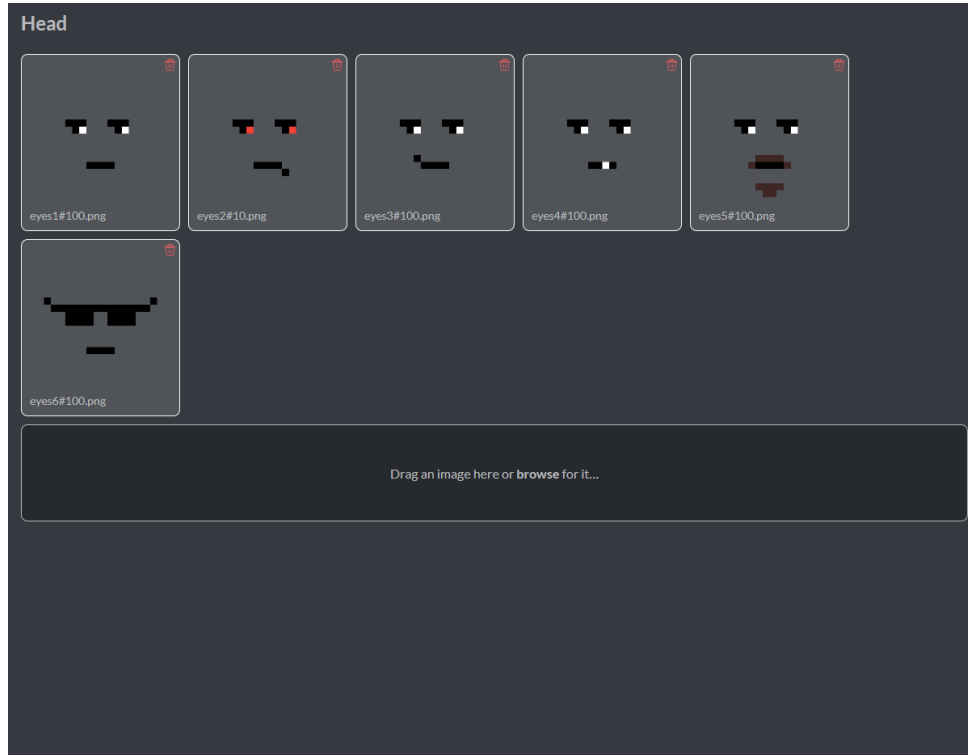 Head
eyes1#100.png
eyes2#10.png
eyes3#100.png
eyes4#100.png
eyes5#100.png
eyes6#100.png
Drag an image here or browse for it...